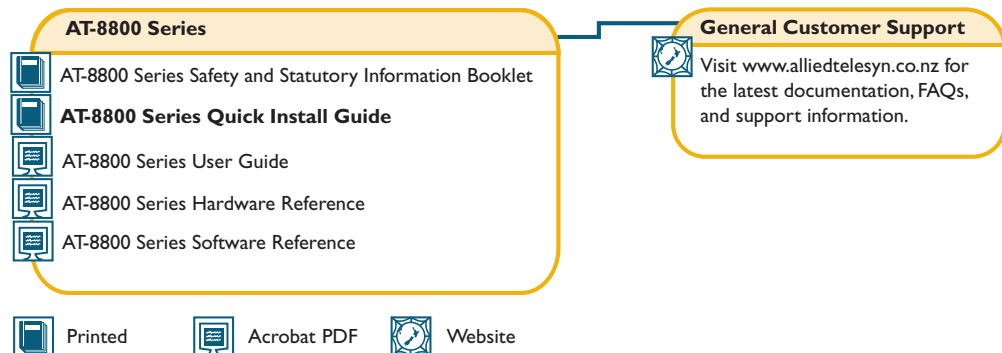 AT-8800 Series
AT-8800 Series Safety and Statutory Information Booklet
AT-8800 Series Quick Install Guide
AT-8800 Series User Guide
AT-8800 Series Hardware Reference
AT-8800 Series Software Reference
General Customer Support
Visit www.alliedtelesyn.co.nz for
the latest documentation, FAQs,
and support information.
Printed
Acrobat PDF
Website